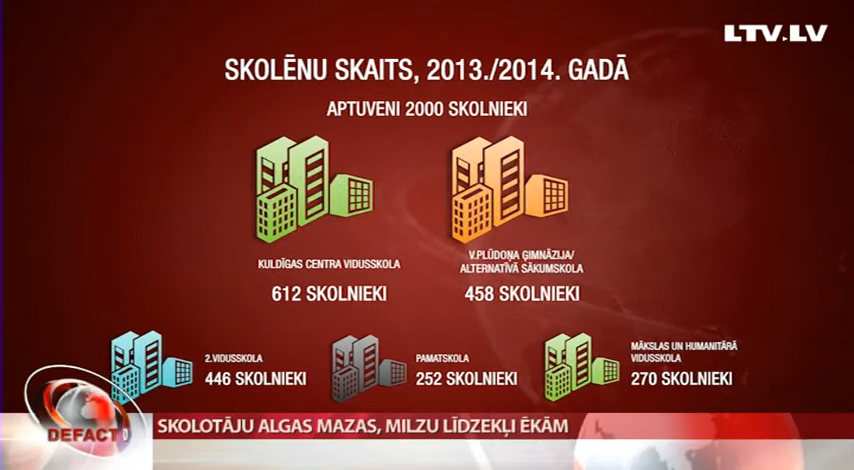 LTV.LV
SKOLĒNU SKAITS, 2013./2014. GADĀ
APTUVENI 2000 SKOLNIEKI
KULDĪGAS CENTRA VIDUSSKOLA
612 SKOLNIEKI
V.PLŪDOŅA ĢIMNĀZIJA/
ALTERNATĪVĀ SĀKUMSKOLA
458 SKOLNIEKI
2.VIDUSSKOLA
446 SKOLNIEKI
PAMATSKOLA
252 SKOLNIEKI
MĀKSLAS UN HUMANITĀRĀ
VIDUSSKOLA
270 SKOLNIEKI
DEFACTO
SKOLOTĀJU ALGAS MAZAS, MILZU LĪDZEKĻI ĒKĀM